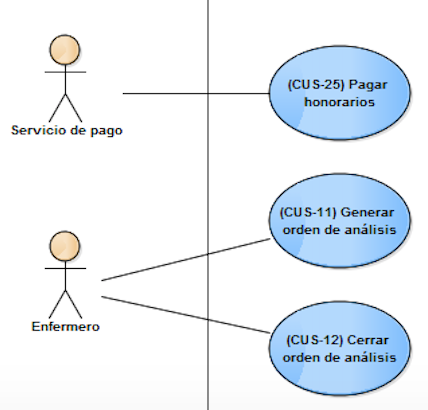 (CUS-25) Pagar
honorarios
Servicio de pago
(CUS-11) Generar
orden de análisis
Enfermero
(CUS-12) Cerrar
orden de análisis